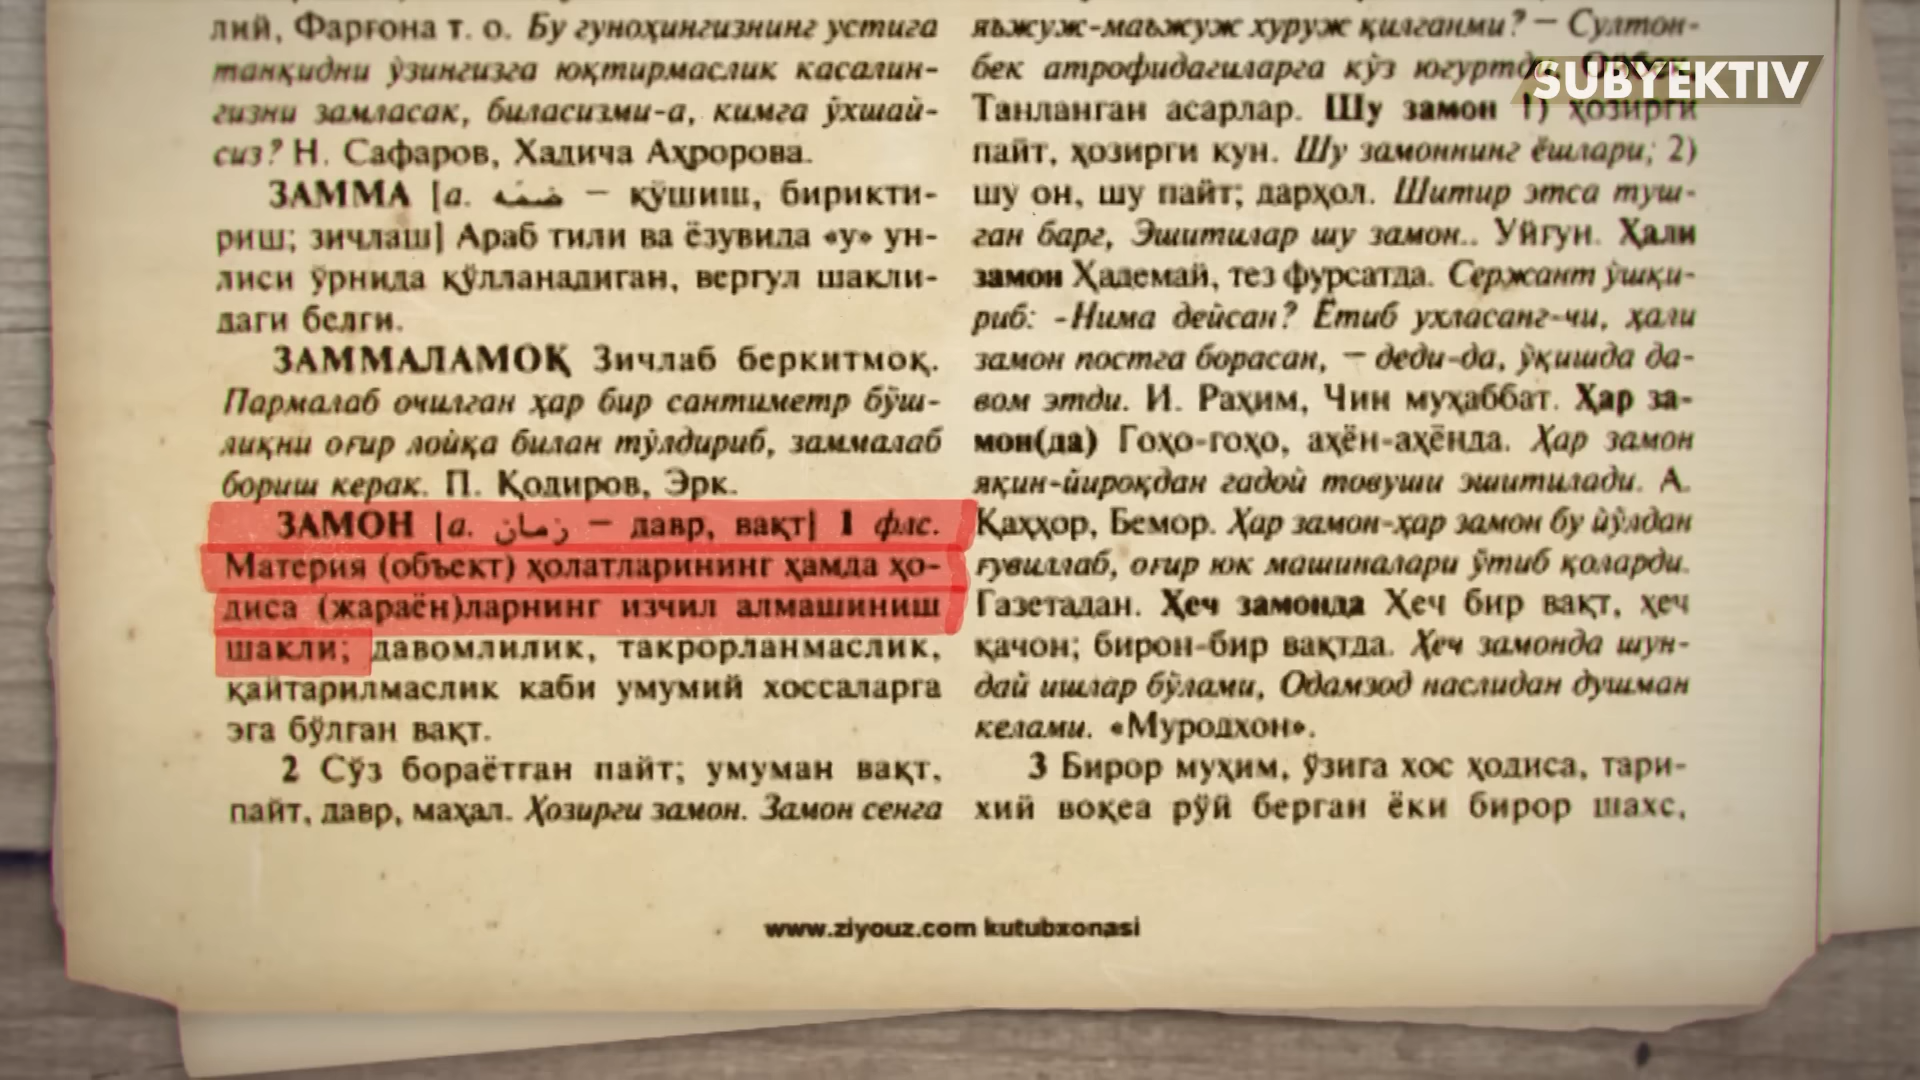 лий, Фарғона т. о. Бу гуноҳингизнинг устига
танқидни ўзингизга юқтирмаслик касалин-
гизни замласак, биласизми-а, кимга ўхшай-
сиз? Н. Сафаров, Хадича Аҳророва.
ЗАММА [а. ضمّه – қўшиш, бирикти-
риш; зичлаш] Араб тили ва ёзувида «у» ун-
лиси ўрнида қўлланадиган, вергул шакли-
даги белги.
ЗАММАЛАМОҚ Зичлаб беркитмоқ.
Пармалаб очилган ҳар бир сантиметр бўш-
лиқни оғир лойқа билан тўлдириб, заммалаб
бориш керак. П. Қодиров, Эрк.
ЗАМОН [а. زمان – давр, вақт] 1 флс.
Материя (объект) ҳолатларининг ҳамда ҳо-
диса (жараён)ларнинг изчил алмашиниш
шакли; давомлилик, такрорланмаслик,
қайтарилмаслик каби умумий хоссаларга
эга бўлган вақт.
2 Сўз бораётган пайт; умуман вақт,
пайт, давр, маҳал. Ҳозирги замон. Замон сенга
яъжуж-маъжуж хуруж қилганми? – Султон-
бек атрофидагиларга кўз югуртди. Ойбек,
Танланган асарлар. Шу замон 1) ҳозирги
пайт, ҳозирги кун. Шу замоннинг ёшлари; 2)
шу он, шу пайт; дарҳол. Шитир этса туш-
ган барг, Эшитилар шу замон.. Уйғун. Ҳали
замон Ҳадемай, тез фурсатда. Сержант ўшқи-
риб: -Нима дейсан? Ётиб ухласанг-чи, ҳали
замон постга борасан, – деди-да, ўқишда да-
вом этди. И. Раҳим, Чин муҳаббат. Ҳар за-
мон(да) Гоҳо-гоҳо, аҳён-аҳёнда. Ҳар замон
яқин-йироқдан гадой товуши эшитилади. А.
Қаҳҳор, Бемор. Ҳар замон-ҳар замон бу йўлдан
ғувиллаб, оғир юк машиналари ўтиб қоларди.
Газетадан. Ҳеч замонда Ҳеч бир вақт, ҳеч
қачон; бирон-бир вақтда. Ҳеч замонда шун-
дай ишлар бўлами, Одамзод наслидан душман
келами. «Муродхон».
3 Бирор муҳим, ўзига хос ҳодиса, тари-
хий воқеа рўй берган ёки бирор шахс,
www.ziyouz.com kutubxonasi
SUBYEKTIV